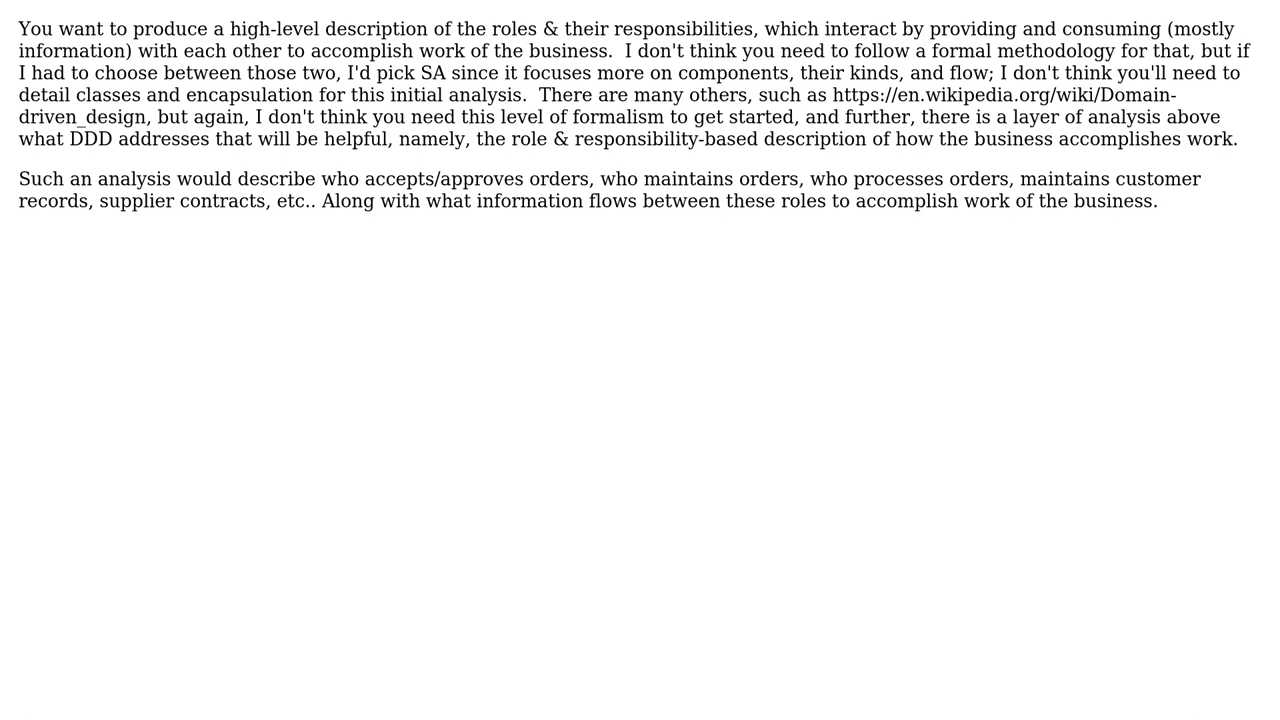 You want to produce a high-level description of the roles & their responsibilities, which interact by providing and consuming (mostly
information) with each other to accomplish work of the business.  I don't think you need to follow a formal methodology for that, but if
I had to choose between those two, I'd pick SA since it focuses more on components, their kinds, and flow; I don't think you'll need to
detail classes and encapsulation for this initial analysis.  There are many others, such as https://en.wikipedia.org/wiki/Domain-
driven_design, but again, I don't think you need this level of formalism to get started, and further, there is a layer of analysis above
what DDD addresses that will be helpful, namely, the role & responsibility-based description of how the business accomplishes work.
Such an analysis would describe who accepts/approves orders, who maintains orders, who processes orders, maintains customer
records, supplier contracts, etc.. Along with what information flows between these roles to accomplish work of the business.